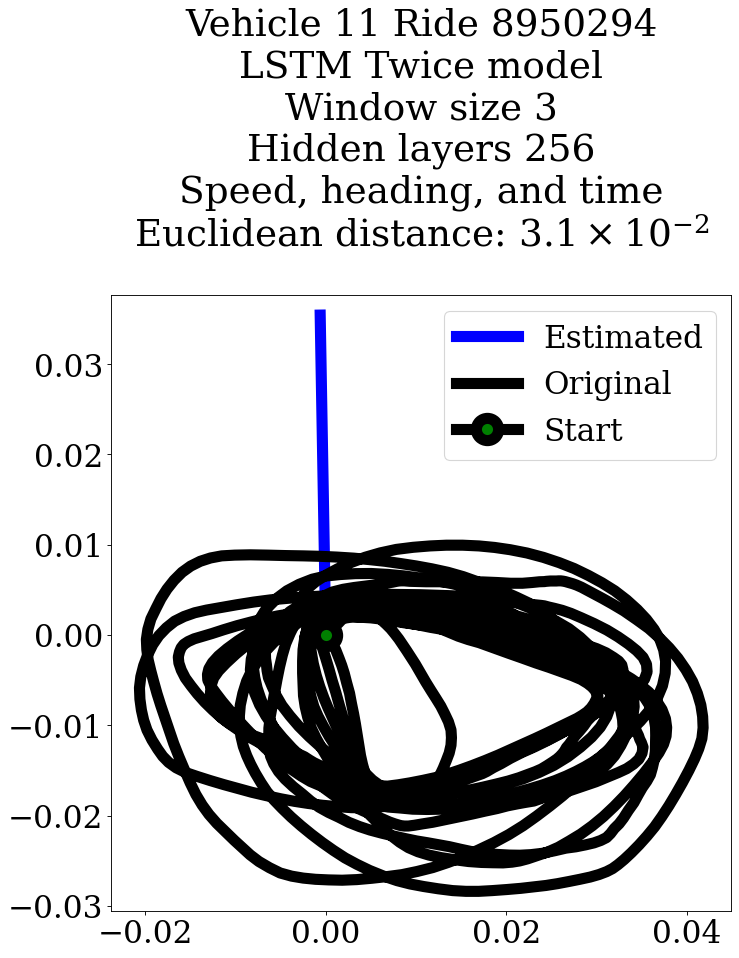 Vehicle 11 Ride 8950294
LSTM Twice model
Window size 3
Hidden layers 256
Speed, heading, and time
Euclidean distance: 3.1 × 10⁻²
Estimated
Original
Start
0.03
0.02
0.01
0.00
−0.01
−0.02
−0.03
−0.02 0.00 0.02 0.04